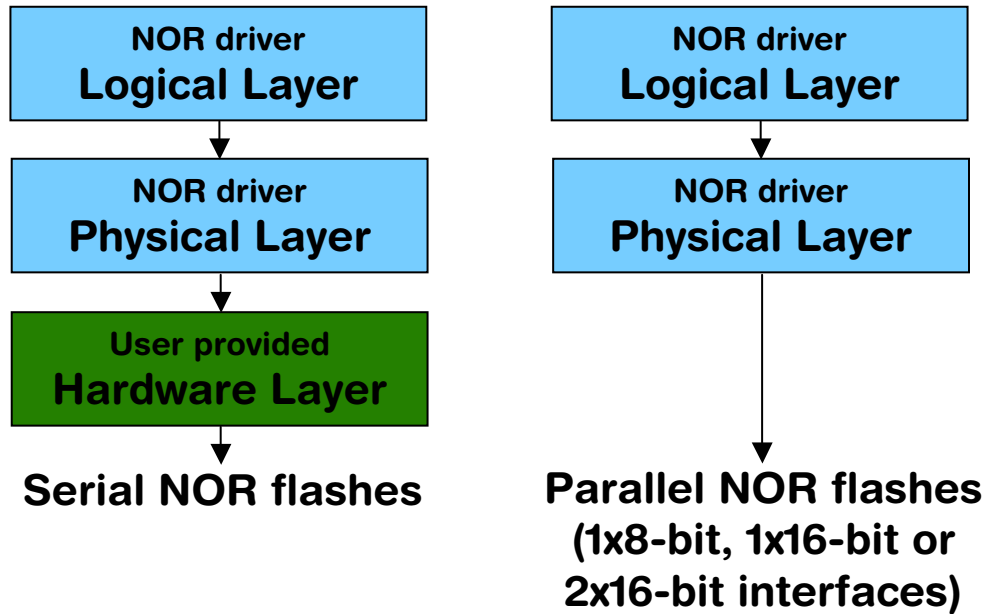 NOR driver
Logical Layer
NOR driver
Physical Layer
User provided
Hardware Layer
Serial NOR flashes
NOR driver
Logical Layer
NOR driver
Physical Layer
Parallel NOR flashes
(1x8-bit, 1x16-bit or
2x16-bit interfaces)